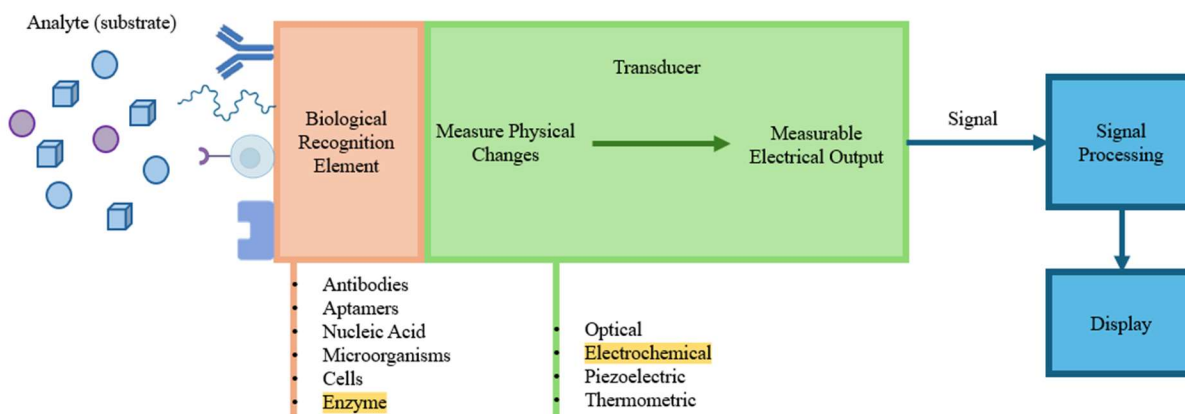 Analyte (substrate)
Biological
Recognition
Element
Transducer
Measure Physical
Changes
Measurable
Electrical Output
Signal
Signal
Processing
Display
• Antibodies
• Aptamers
• Nucleic Acid
• Microorganisms
• Cells
• Enzyme
• Optical
• Electrochemical
• Piezoelectric
• Thermometric